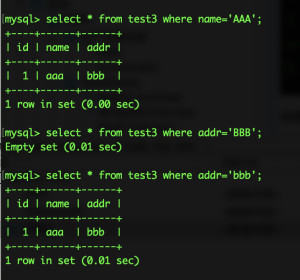 mysql> select * from test3 where name='AAA';
+----+------+------+
| id | name | addr |
+----+------+------+
|  1 | aaa  | bbb  |
+----+------+------+
1 row in set (0.00 sec)

mysql> select * from test3 where addr='BBB';
Empty set (0.01 sec)

mysql> select * from test3 where addr='bbb';
+----+------+------+
| id | name | addr |
+----+------+------+
|  1 | aaa  | bbb  |
+----+------+------+
1 row in set (0.01 sec)